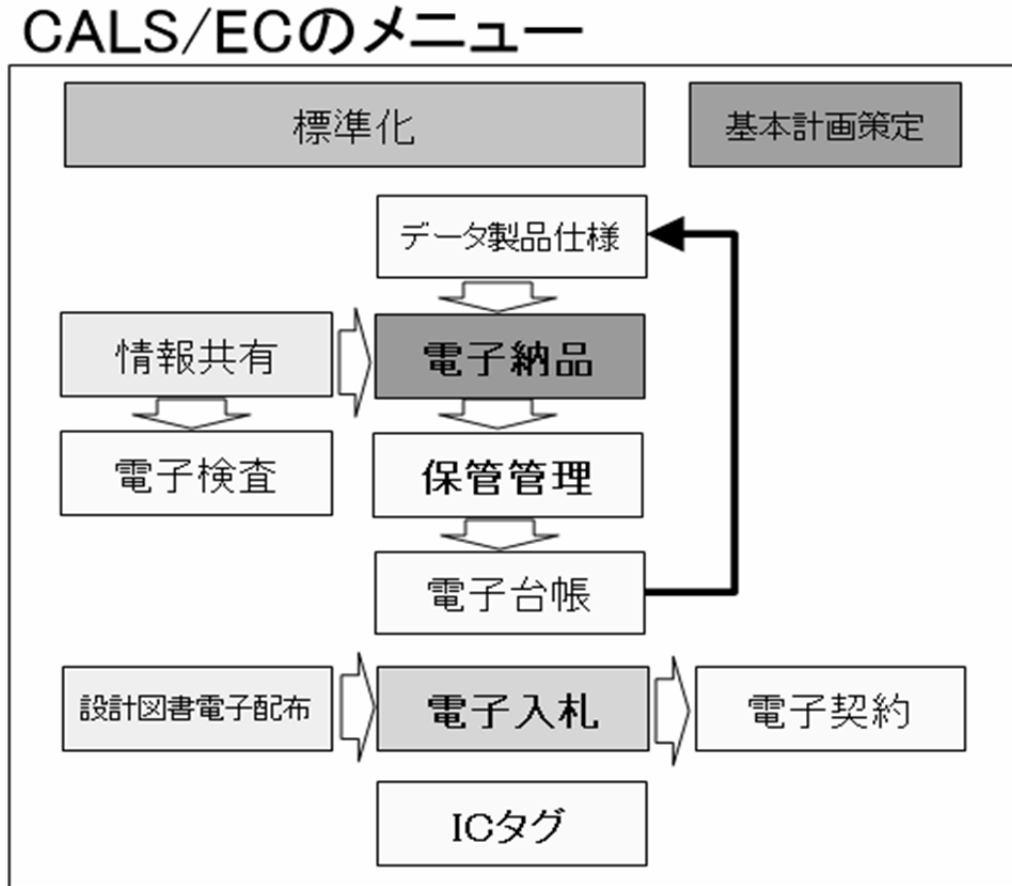 CALS/ECのメニュー
標準化
基本計画策定
データ製品仕様
情報共有
電子納品
電子検査
保管管理
電子台帳
設計図書電子配布
電子入札
電子契約
ICタグ